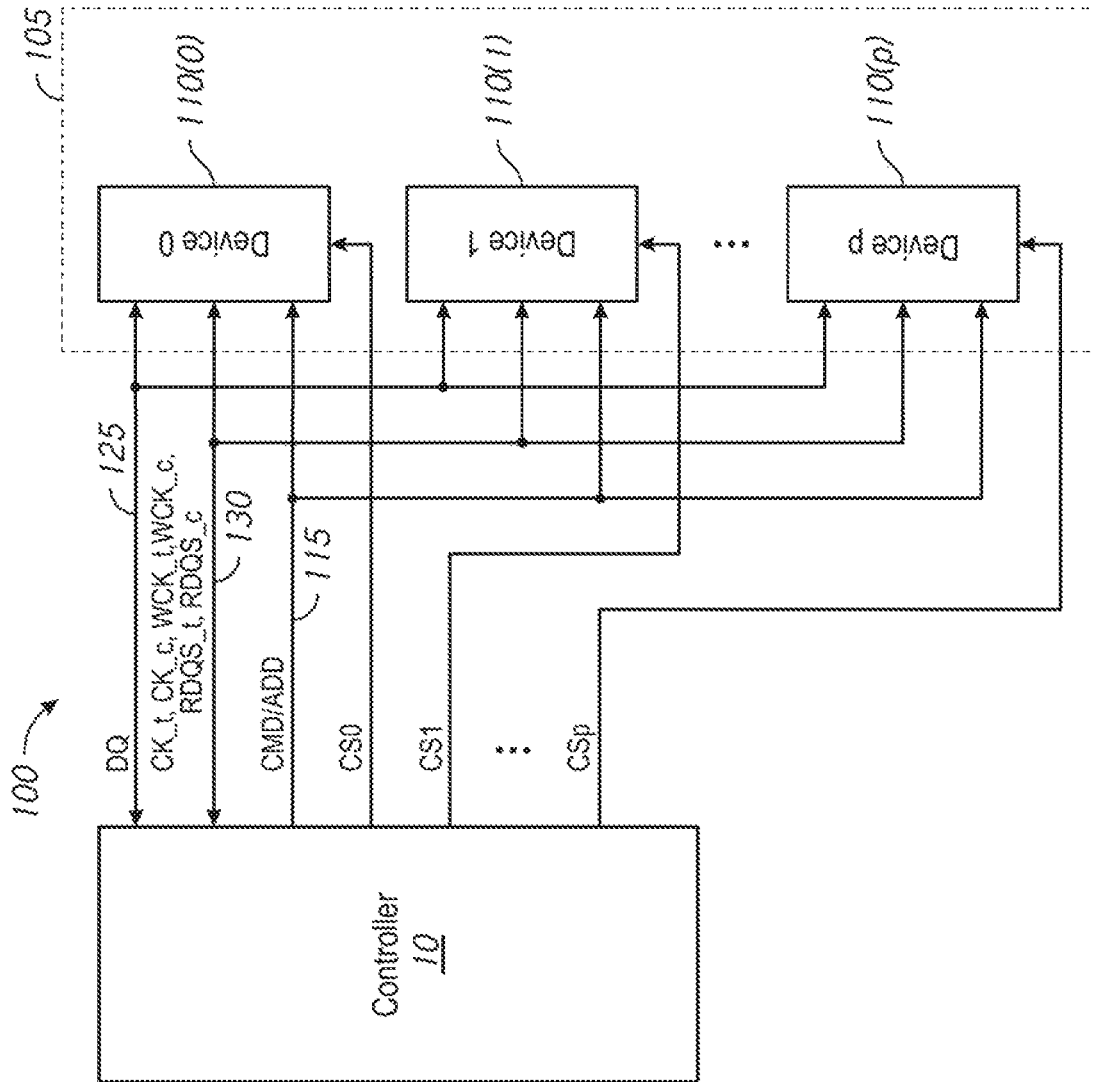 100
105
DQ
125
CK_t, CK_c, WCK_t, WCK_c,
RDQS_t, RDQS_c
130
CMD/ADD
115
CS0
CS1
...
CSp
Controller
10
Device 0
110(0)
Device 1
110(1)
...
Device p
110(p)